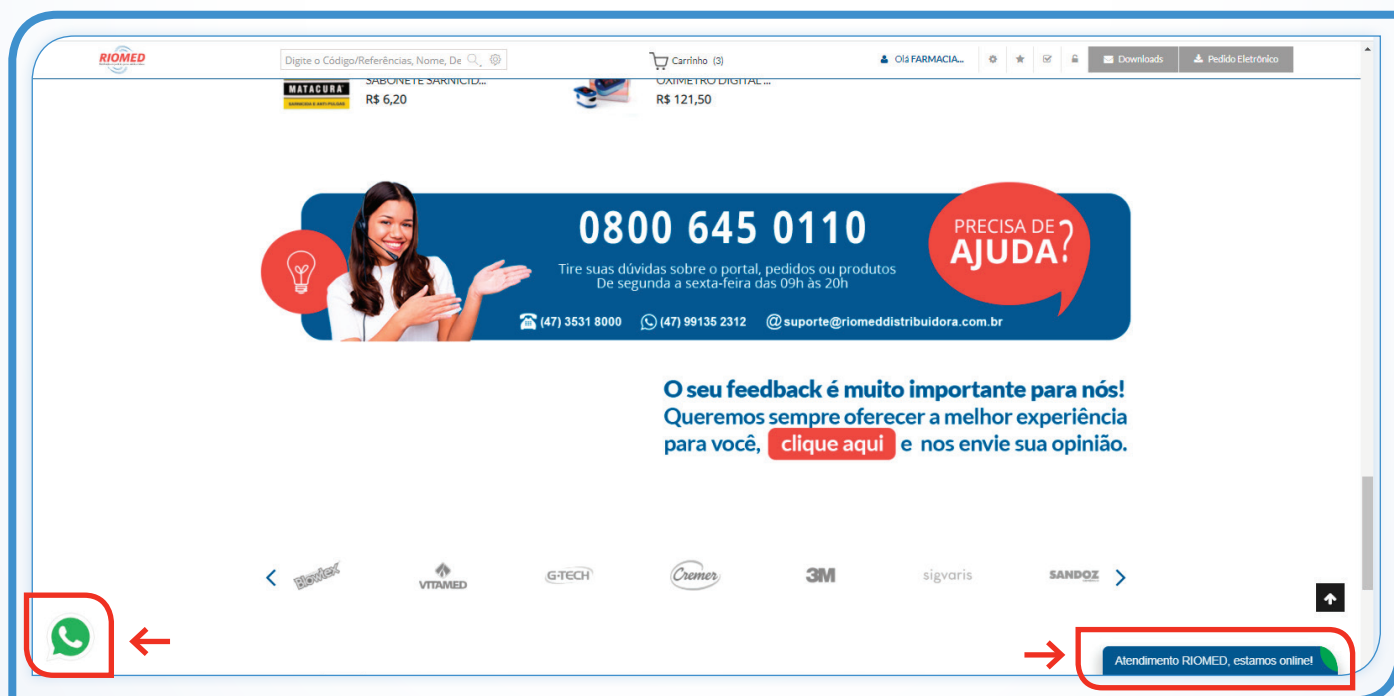 RIOMED
Digite o Código/Referências, Nome, De
Carrinho (3)
Olá FARMACIA...
Downloads
Pedido Eletrônico
MATACURA
SABONETE SARNICID...
R$ 6,20
OXIMETRO DIGITAL ...
R$ 121,50
0800 645 0110
Tire suas dúvidas sobre o portal, pedidos ou produtos
De segunda a sexta-feira das 09h às 20h
(47) 3531 8000 (47) 99135 2312 @suporte@riomeddistribuidora.com.br
PRECISA DE
AJUDA?
O seu feedback é muito importante para nós!
Queremos sempre oferecer a melhor experiência
para você, clique aqui e nos envie sua opinião.
VITAMED
G-TECH
Cremer
3M
sigvaris
SANDOZ
Atendimento RIOMED, estamos online!